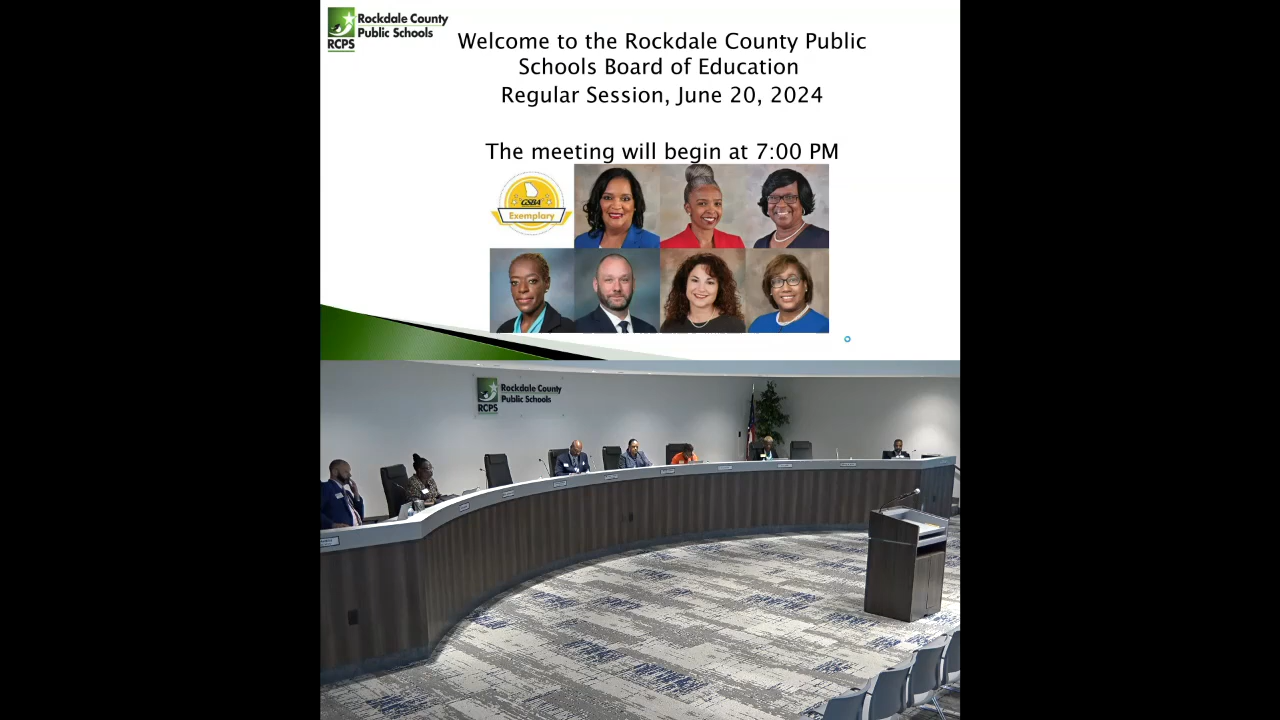 Rockdale County
Public Schools
RCPS
Welcome to the Rockdale County Public
Schools Board of Education
Regular Session, June 20, 2024
The meeting will begin at 7:00 PM
GSBA
Exemplary
Rockdale County
Public Schools
RCPS